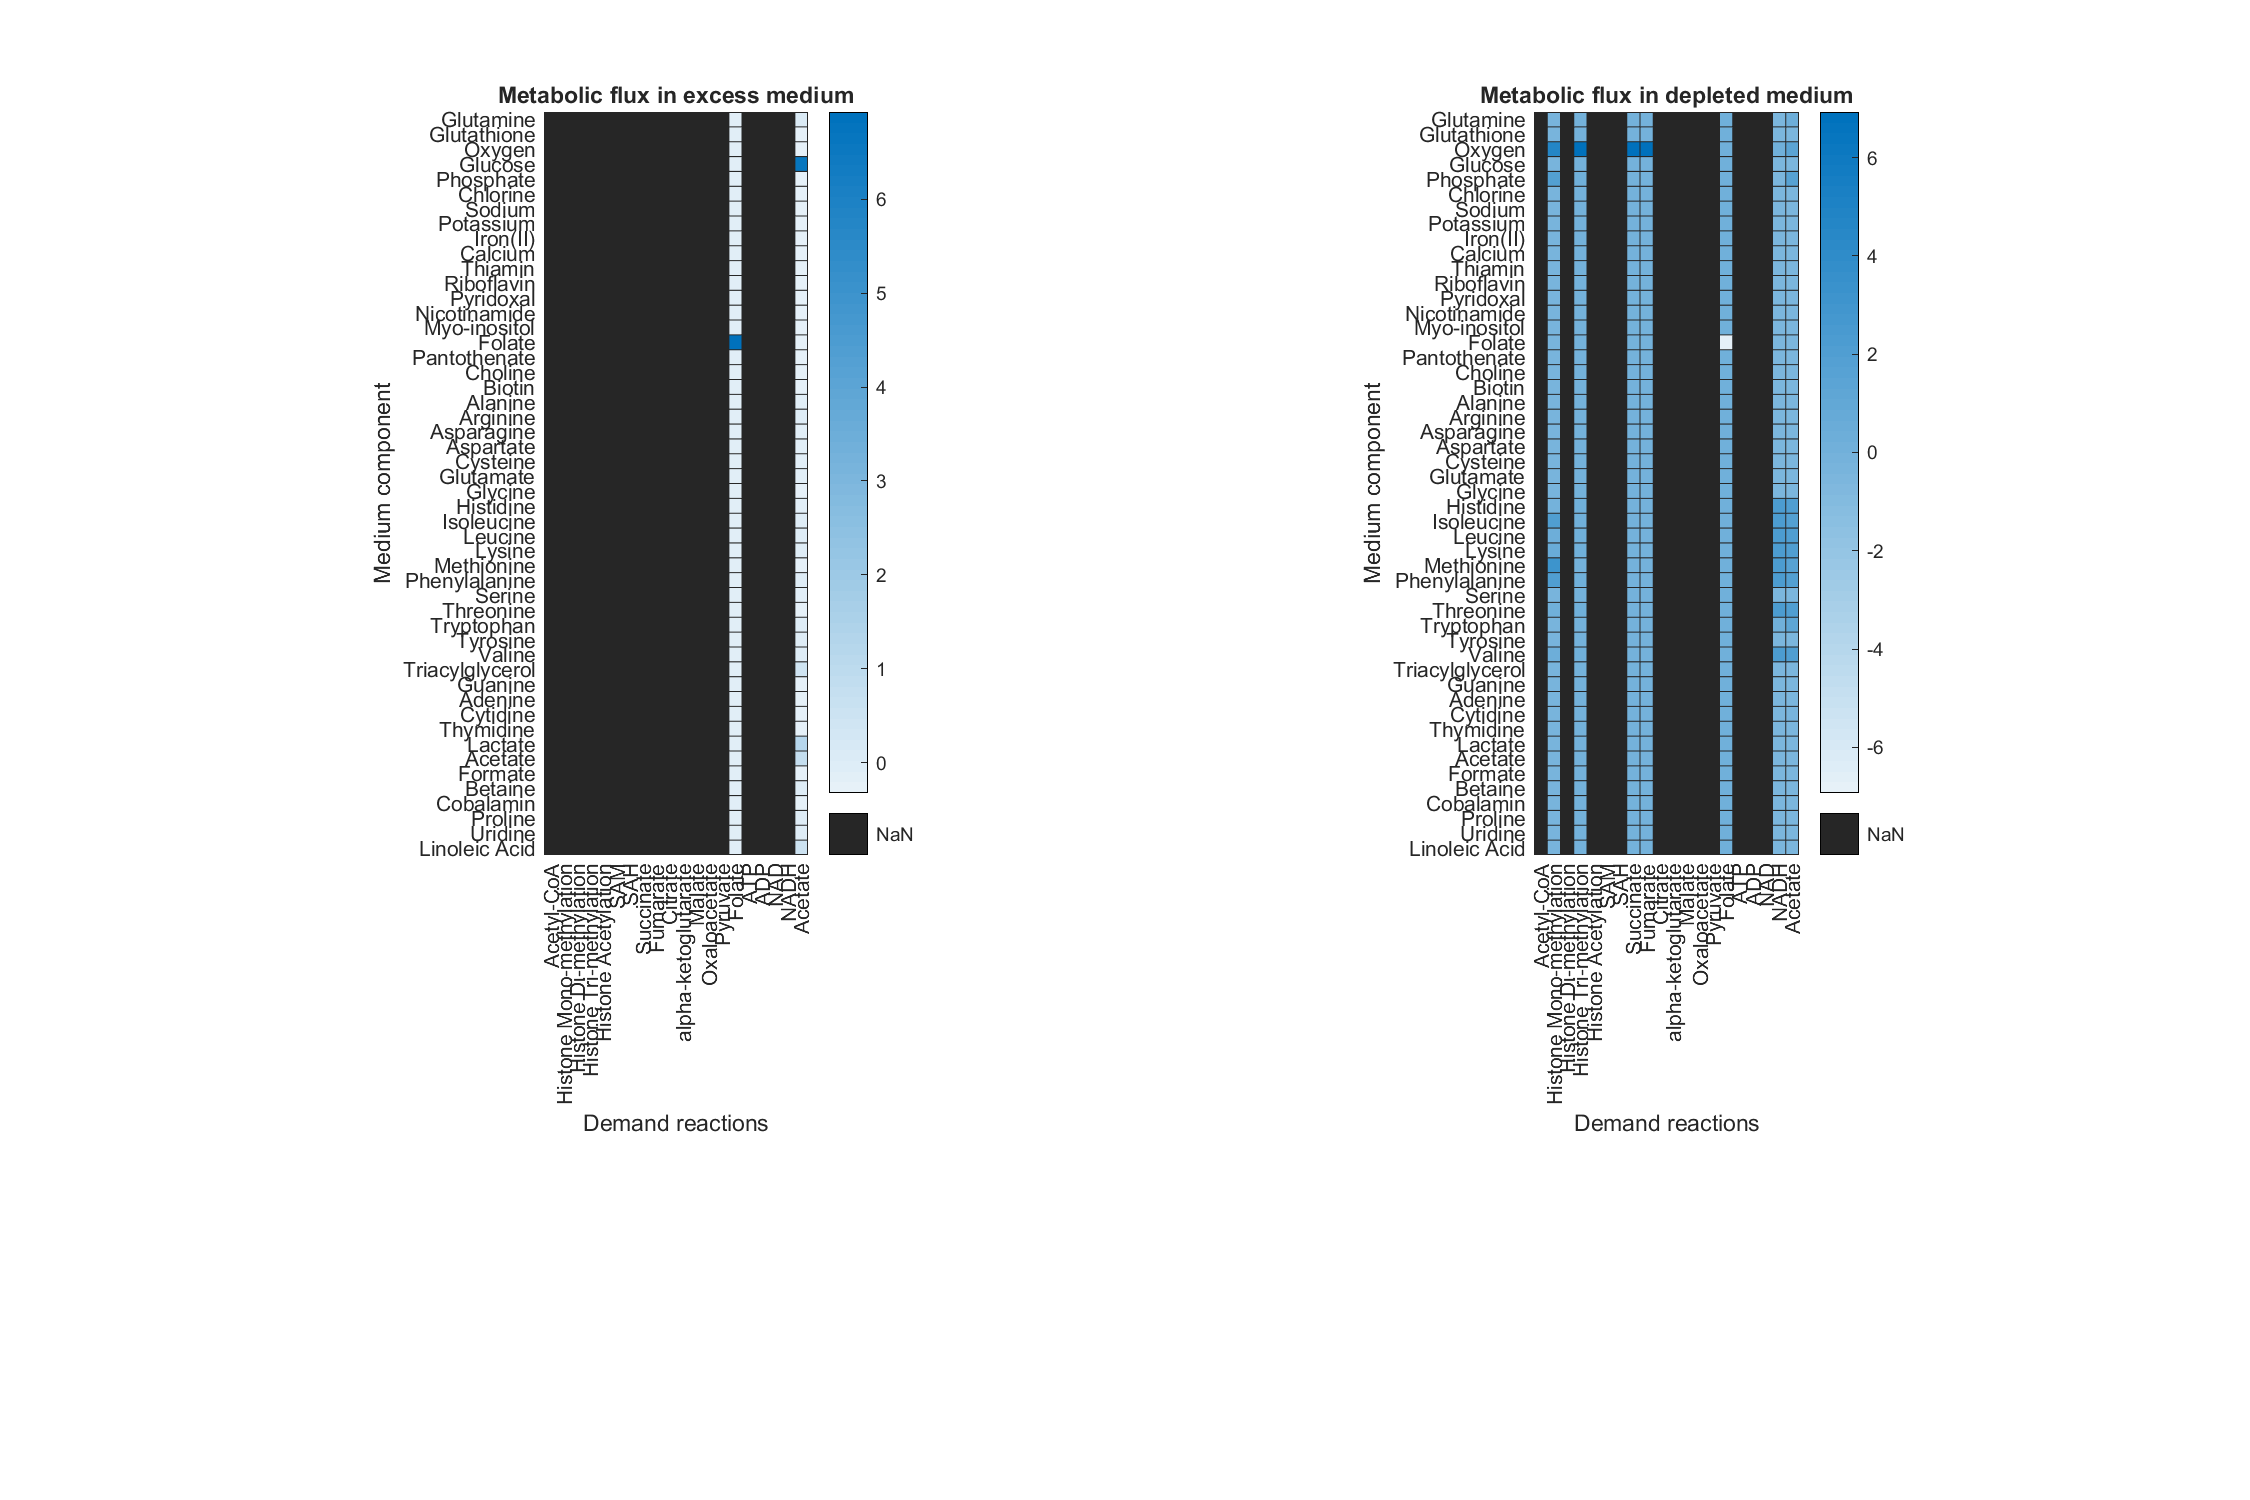 Metabolic flux in excess medium
Medium component
Glutamine
Glutathione
Oxygen
Glucose
Phosphate
Chlorine
Sodium
Potassium
Iron(II)
Calcium
Thiamin
Riboflavin
Pyridoxal
Nicotinamide
Myo-inositol
Folate
Pantothenate
Choline
Biotin
Alanine
Arginine
Asparagine
Aspartate
Cysteine
Glutamate
Glycine
Histidine
Isoleucine
Leucine
Lysine
Methionine
Phenylalanine
Serine
Threonine
Tryptophan
Tyrosine
Valine
Triacylglycerol
Guanine
Adenine
Cytidine
Thymidine
Lactate
Acetate
Formate
Betaine
Cobalamin
Proline
Uridine
Linoleic Acid
6
5
4
3
2
1
0
NaN
Acetyl-CoA
Histone Mono-methylation
Histone Di-methylation
Histone Tri-methylation
Histone Acetylation
SAM
SAH
Succinate
Fumarate
Citrate
alpha-ketoglutarate
Malate
Oxaloacetate
Pyruvate
Folate
ATP
ADP
NAD
NADH
Acetate
Demand reactions
Metabolic flux in depleted medium
Medium component
Glutamine
Glutathione
Oxygen
Glucose
Phosphate
Chlorine
Sodium
Potassium
Iron(II)
Calcium
Thiamin
Riboflavin
Pyridoxal
Nicotinamide
Myo-inositol
Folate
Pantothenate
Choline
Biotin
Alanine
Arginine
Asparagine
Aspartate
Cysteine
Glutamate
Glycine
Histidine
Isoleucine
Leucine
Lysine
Methionine
Phenylalanine
Serine
Threonine
Tryptophan
Tyrosine
Valine
Triacylglycerol
Guanine
Adenine
Cytidine
Thymidine
Lactate
Acetate
Formate
Betaine
Cobalamin
Proline
Uridine
Linoleic Acid
6
4
2
0
-2
-4
-6
NaN
Acetyl-CoA
Histone Mono-methylation
Histone Di-methylation
Histone Tri-methylation
Histone Acetylation
SAM
SAH
Succinate
Fumarate
Citrate
alpha-ketoglutarate
Malate
Oxaloacetate
Pyruvate
Folate
ATP
ADP
NAD
NADH
Acetate
Demand reactions